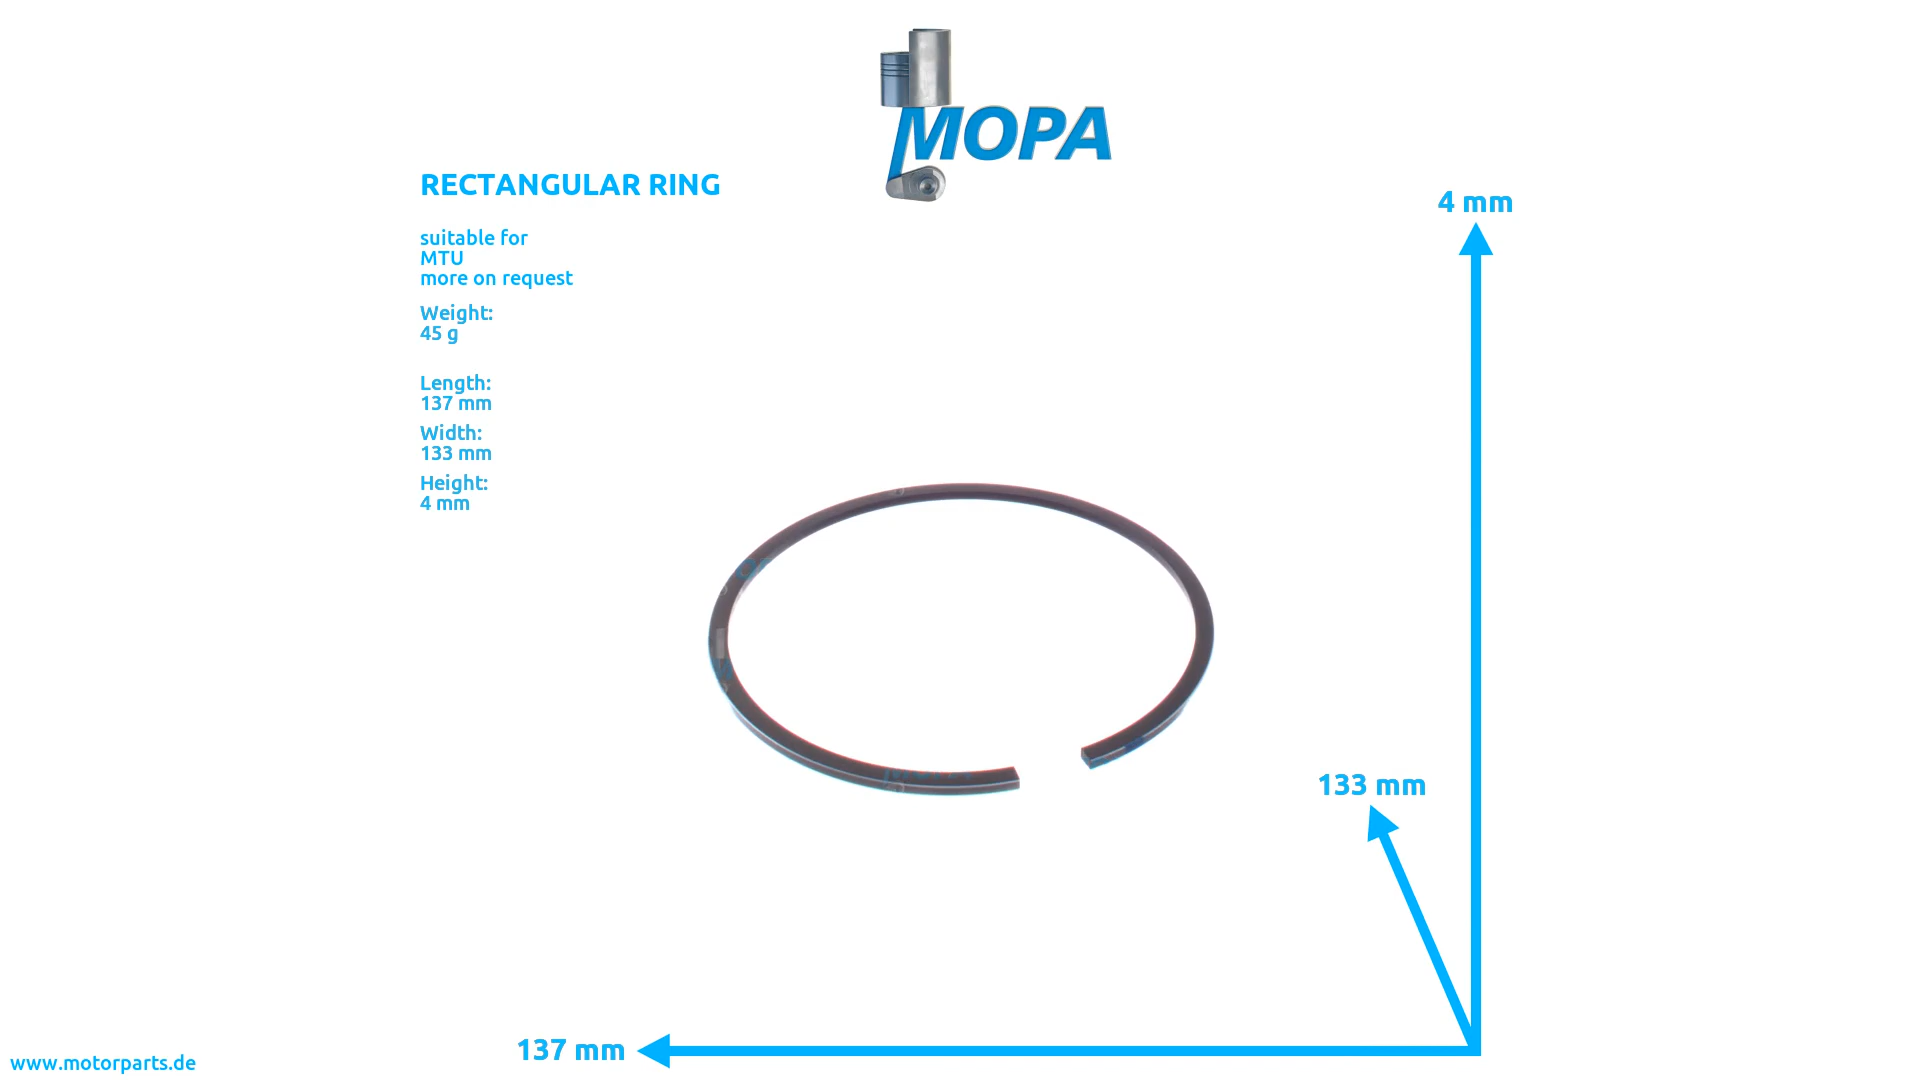 MOPA
RECTANGULAR RING
suitable for
MTU
more on request
Weight:
45 g
Length:
137 mm
Width:
133 mm
Height:
4 mm
4 mm
133 mm
137 mm
www.motorparts.de